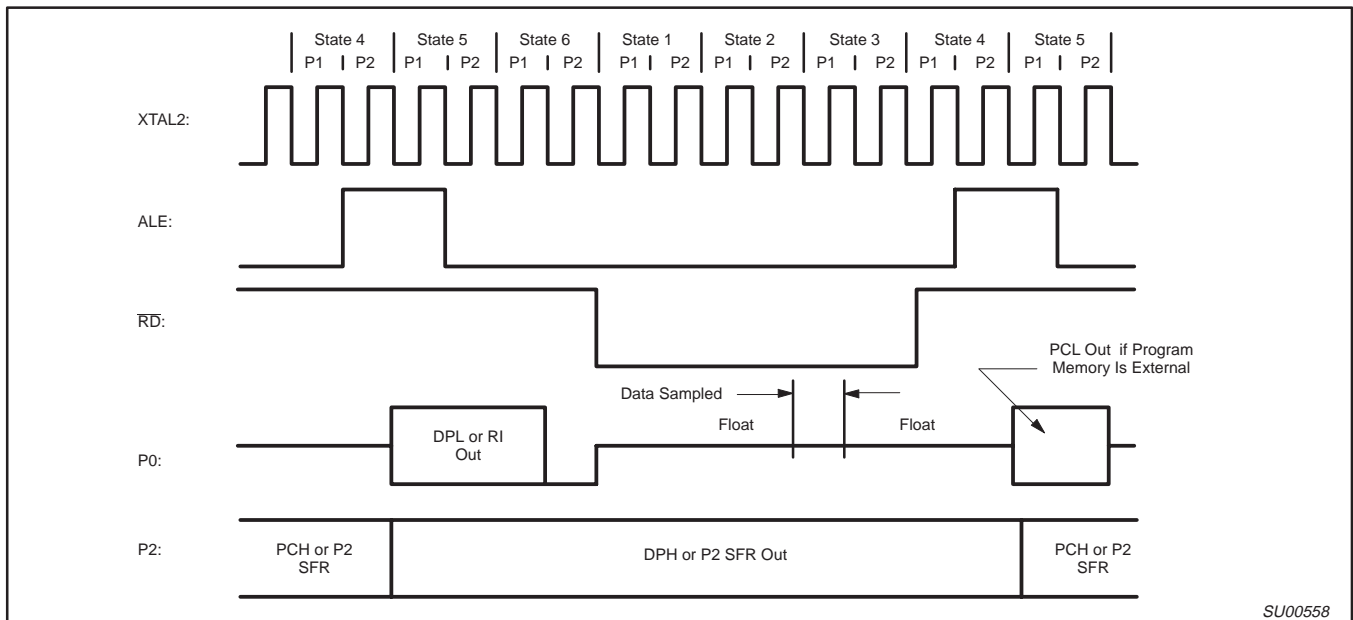 State 4 State 5 State 6 State 1 State 2 State 3 State 4 State 5
P1 P2 P1 P2 P1 P2 P1 P2 P1 P2 P1 P2 P1 P2 P1 P2
XTAL2:
ALE:
RD:
PCL Out if Program
Memory Is External
Data Sampled
Float Float
DPL or RI
Out
P0:
P2:
PCH or P2
SFR
DPH or P2 SFR Out
PCH or P2
SFR
SU00558